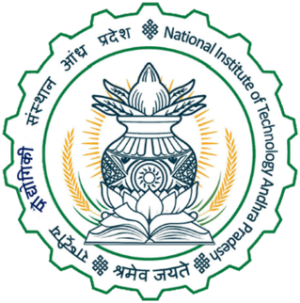 राष्ट्रीय प्रौद्योगिकी संस्थान आंध्र प्रदेश
National Institute of Technology Andhra Pradesh
श्रमेव जयते